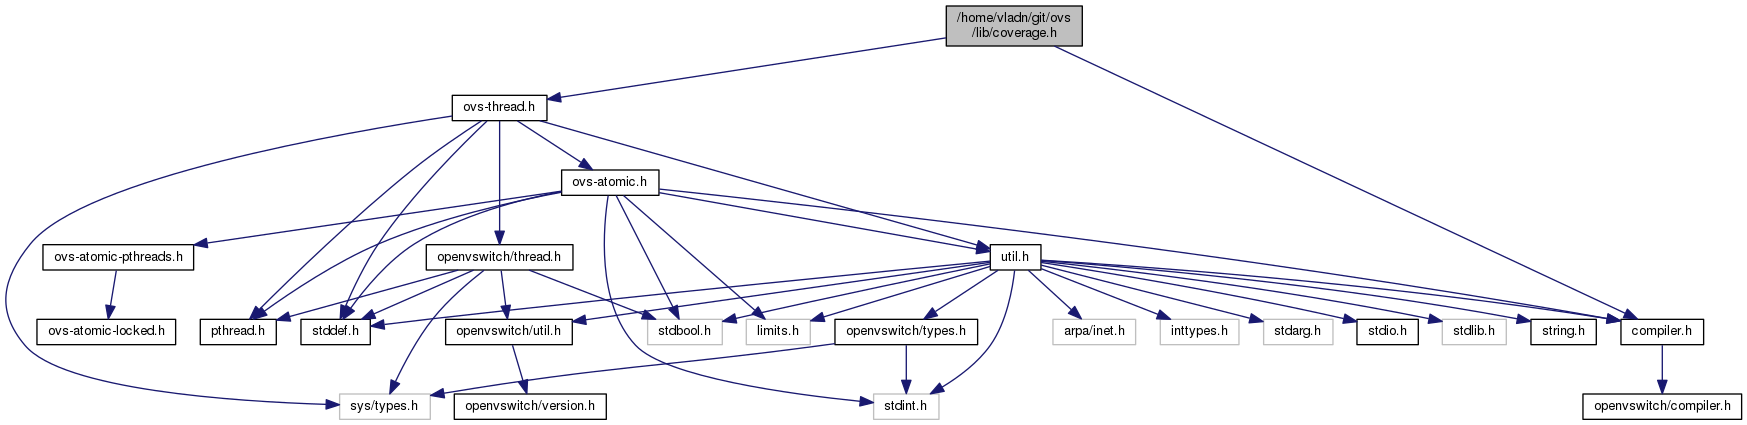 /home/vladn/git/ovs
/lib/coverage.h
ovs-thread.h
ovs-atomic.h
ovs-atomic-pthreads.h
openvswitch/thread.h
util.h
ovs-atomic-locked.h
pthread.h
stddef.h
openvswitch/util.h
stdbool.h
limits.h
openvswitch/types.h
arpa/inet.h
inttypes.h
stdarg.h
stdio.h
stdlib.h
string.h
compiler.h
sys/types.h
openvswitch/version.h
stdint.h
openvswitch/compiler.h